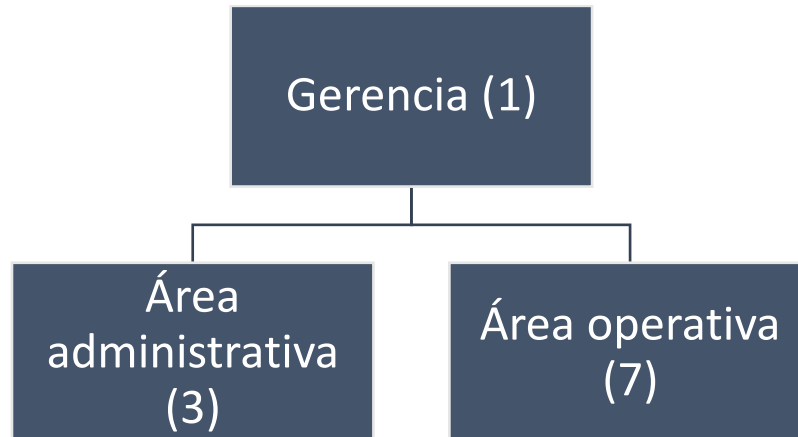 Gerencia (1)
Área
administrativa
(3)
Área operativa
(7)